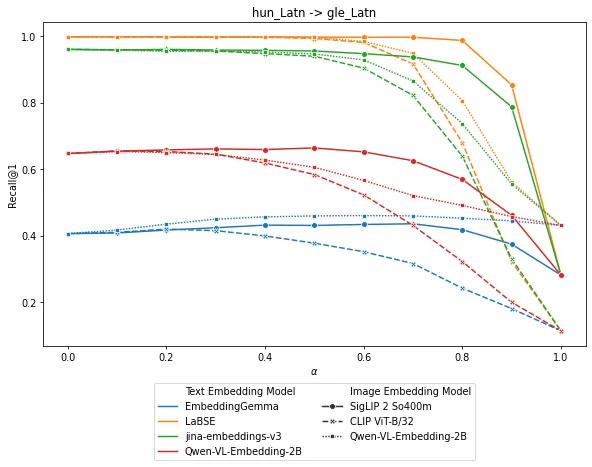 hun_Latn -> gle_Latn
Recall@1
1.0
0.8
0.6
0.4
0.2
0.0
0.2
0.4
0.6
0.8
1.0
α
Text Embedding Model
EmbeddingGemma
LaBSE
jina-embeddings-v3
Qwen-VL-Embedding-2B
Image Embedding Model
SigLIP 2 So400m
CLIP ViT-B/32
Qwen-VL-Embedding-2B